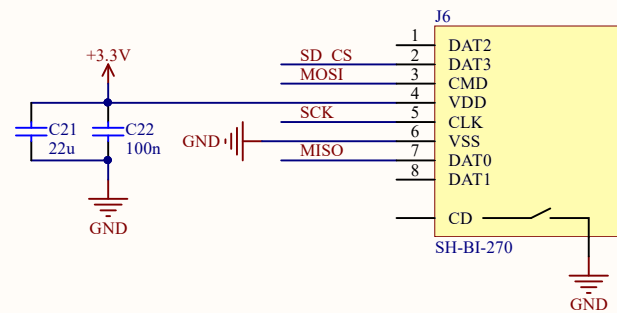 J6
+3.3V
1 DAT2
SD_CS 2 DAT3
MOSI 3 CMD
4 VDD
SCK 5 CLK
C21 C22
22u 100n
GND 6 VSS
MISO 7 DAT0
8 DAT1
CD
GND
SH-BI-270
GND